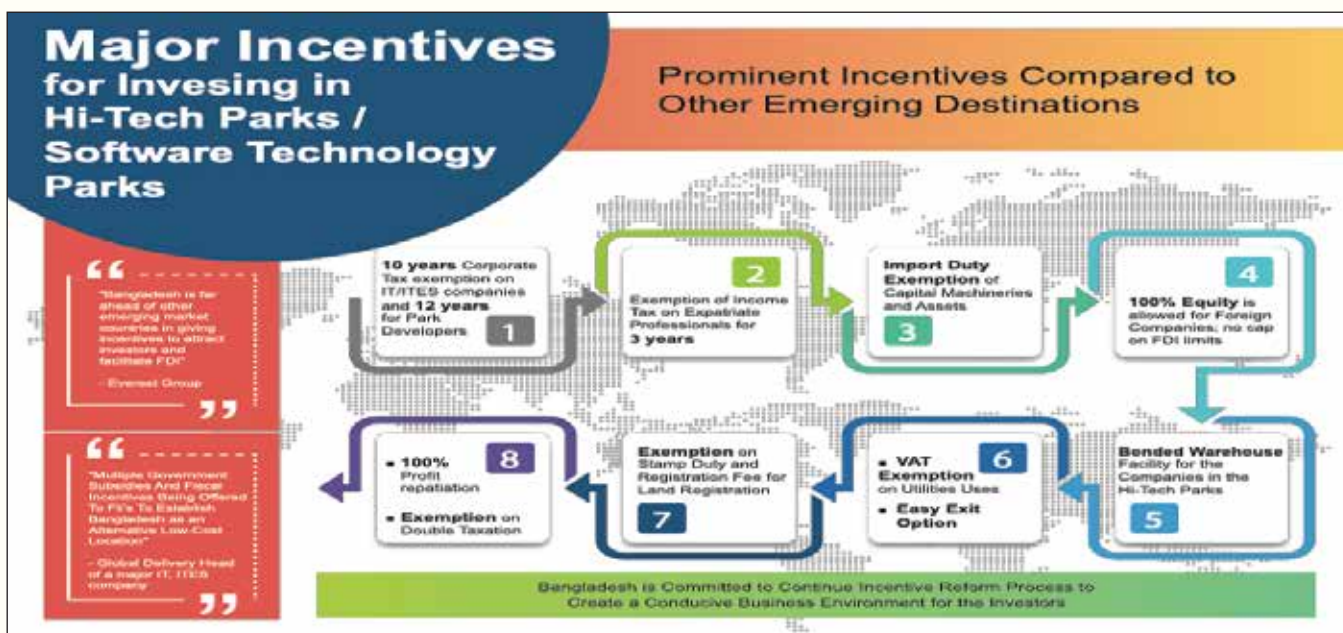 Major Incentives
for Invesing in
Hi-Tech Parks /
Software Technology
Parks
Prominent Incentives Compared to
Other Emerging Destinations
"Bangladesh is far
ahead of other
emerging market
countries in giving
incentives to attract
investors and
facilitate FDI"
- Everest Group
"Multiple Government
Subsidies And Fiscal
Incentives Being Offered
To Establish
Bangladesh as an
Alternative Low-Cost
Location"
- Global Delivery Head
of a major IT, ITES
company
10 years Corporate
Tax exemption on
IT/ITES companies
and 12 years
for Park
Developers
1
2
Exemption of Income
Tax on Expatriate
Professionals for
3 years
Import Duty
Exemption of
Capital Machineries
and Assets
3
4
100% Equity is
allowed for Foreign
Companies; no cap
on FDI limits
Bonded Warehouse
Facility for the
Companies in the
Hi-Tech Parks
5
6
▪ VAT
Exemption
on Utilities Uses
▪ Easy Exit
Option
Exemption on
Stamp Duty and
Registration Fee for
Land Registration
7
8
▪ 100%
Profit
repatiation
▪ Exemption on
Double Taxation
Bangladesh is Committed to Continue Incentive Reform Process to
Create a Conducive Business Environment for the Investors